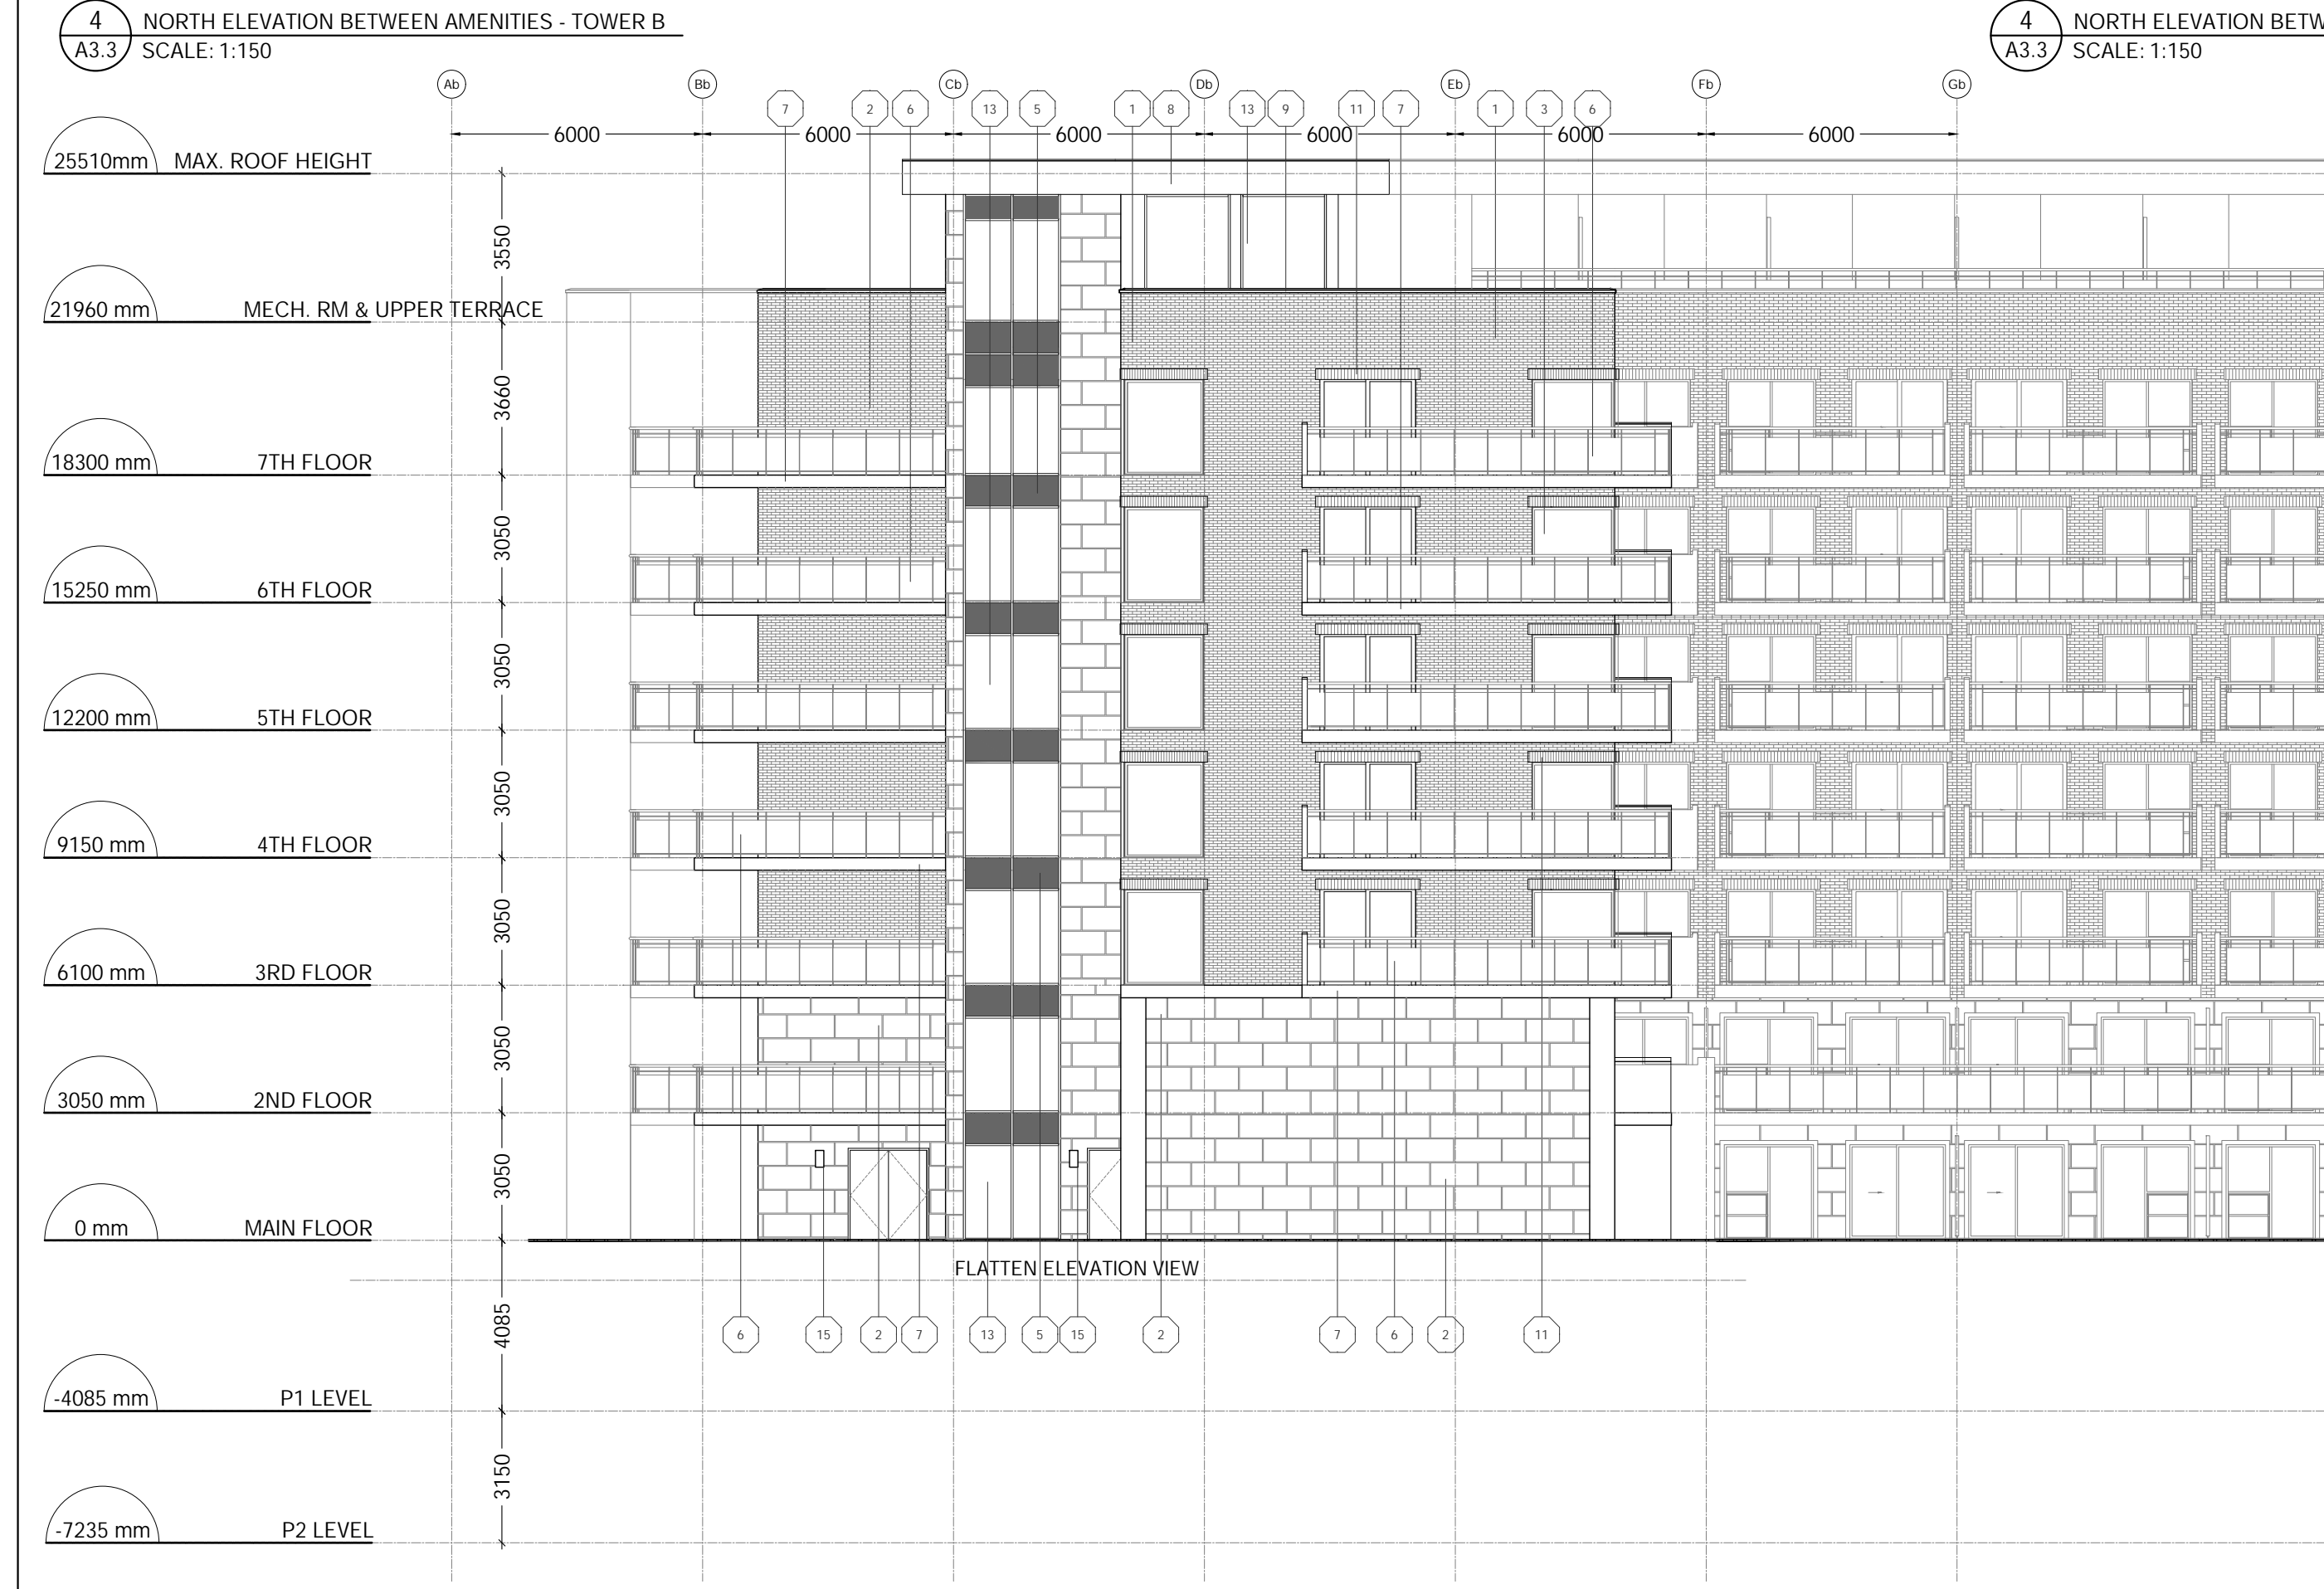 4 NORTH ELEVATION BETWEEN AMENITIES - TOWER B
A3.3 SCALE: 1:150
4 NORTH ELEVATION BETW
A3.3 SCALE: 1:150
Ab Bb Cb Db Eb Fb Gb
7 2 6 13 5 1 8 13 9 11 7 1 3 6
6000 6000 6000 6000 6000 6000
25510mm MAX. ROOF HEIGHT
3550
21960 mm MECH. RM & UPPER TERRACE
3660
18300 mm 7TH FLOOR
3050
15250 mm 6TH FLOOR
3050
12200 mm 5TH FLOOR
3050
9150 mm 4TH FLOOR
3050
6100 mm 3RD FLOOR
3050
3050 mm 2ND FLOOR
3050
0 mm MAIN FLOOR
FLATTEN ELEVATION VIEW
4085
6 15 2 7 13 5 15 2 7 6 2 11
-4085 mm P1 LEVEL
3150
-7235 mm P2 LEVEL